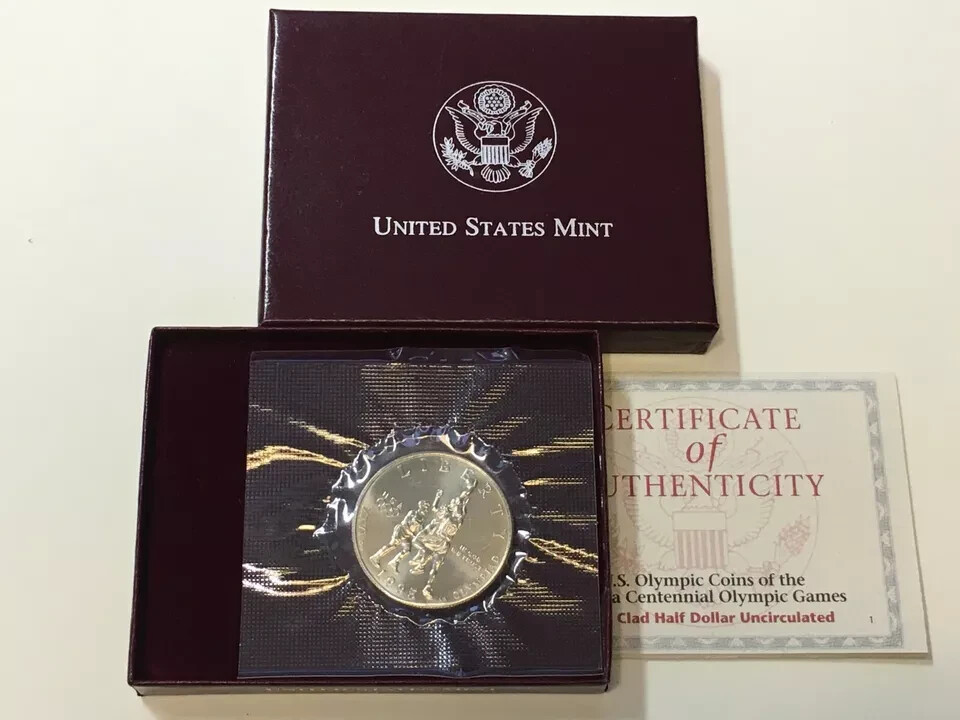 UNITED STATES MINT
LIBERTY
CERTIFICATE
of
UTHENTICITY
.S. Olympic Coins of the
a Centennial Olympic Games
Clad Half Dollar Uncirculated
1